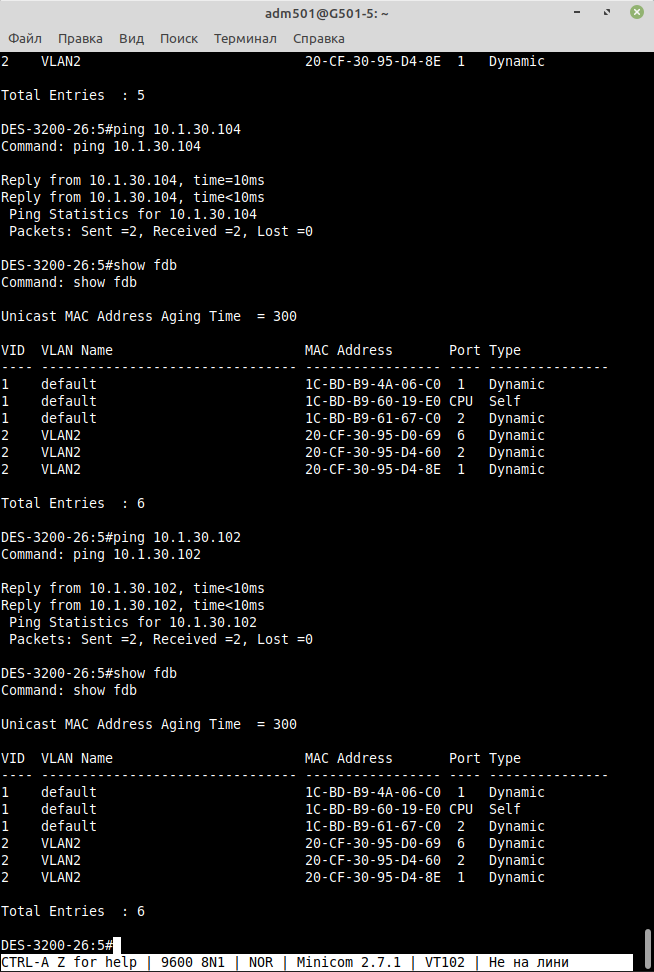 adm501@G501-5: ~
Файл Правка Вид Поиск Терминал Справка
2    VLAN2                            20-CF-30-95-D4-8E  1   Dynamic
Total Entries  : 5
DES-3200-26:5#ping 10.1.30.104
Command: ping 10.1.30.104
Reply from 10.1.30.104, time=10ms
Reply from 10.1.30.104, time<10ms
 Ping Statistics for 10.1.30.104
 Packets: Sent =2, Received =2, Lost =0
DES-3200-26:5#show fdb
Command: show fdb
Unicast MAC Address Aging Time  = 300
VID  VLAN Name                        MAC Address       Port Type
---- -------------------------------- ----------------- ---- ---------------
1    default                          1C-BD-B9-4A-06-C0  1   Dynamic
1    default                          1C-BD-B9-60-19-E0 CPU  Self
1    default                          1C-BD-B9-61-67-C0  2   Dynamic
2    VLAN2                            20-CF-30-95-D0-69  6   Dynamic
2    VLAN2                            20-CF-30-95-D4-60  2   Dynamic
2    VLAN2                            20-CF-30-95-D4-8E  1   Dynamic
Total Entries  : 6
DES-3200-26:5#ping 10.1.30.102
Command: ping 10.1.30.102
Reply from 10.1.30.102, time<10ms
Reply from 10.1.30.102, time<10ms
 Ping Statistics for 10.1.30.102
 Packets: Sent =2, Received =2, Lost =0
DES-3200-26:5#show fdb
Command: show fdb
Unicast MAC Address Aging Time  = 300
VID  VLAN Name                        MAC Address       Port Type
---- -------------------------------- ----------------- ---- ---------------
1    default                          1C-BD-B9-4A-06-C0  1   Dynamic
1    default                          1C-BD-B9-60-19-E0 CPU  Self
1    default                          1C-BD-B9-61-67-C0  2   Dynamic
2    VLAN2                            20-CF-30-95-D0-69  6   Dynamic
2    VLAN2                            20-CF-30-95-D4-60  2   Dynamic
2    VLAN2                            20-CF-30-95-D4-8E  1   Dynamic
Total Entries  : 6
DES-3200-26:5#
CTRL-A Z for help | 9600 8N1 | NOR | Minicom 2.7.1 | VT102 | Не на лини